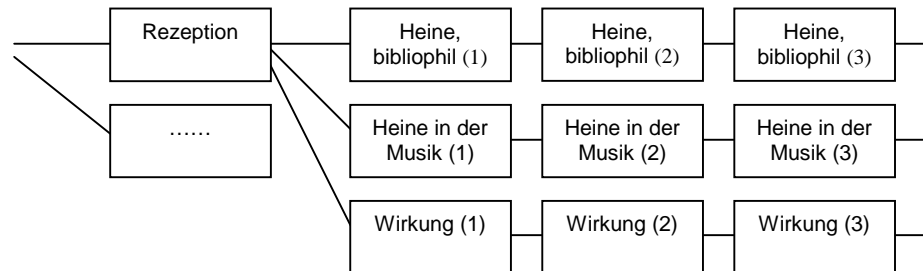 Rezeption
Heine,
bibliophil (1)
Heine,
bibliophil (2)
Heine,
bibliophil (3)
……
Heine in der
Musik (1)
Heine in der
Musik (2)
Heine in der
Musik (3)
Wirkung (1)
Wirkung (2)
Wirkung (3)